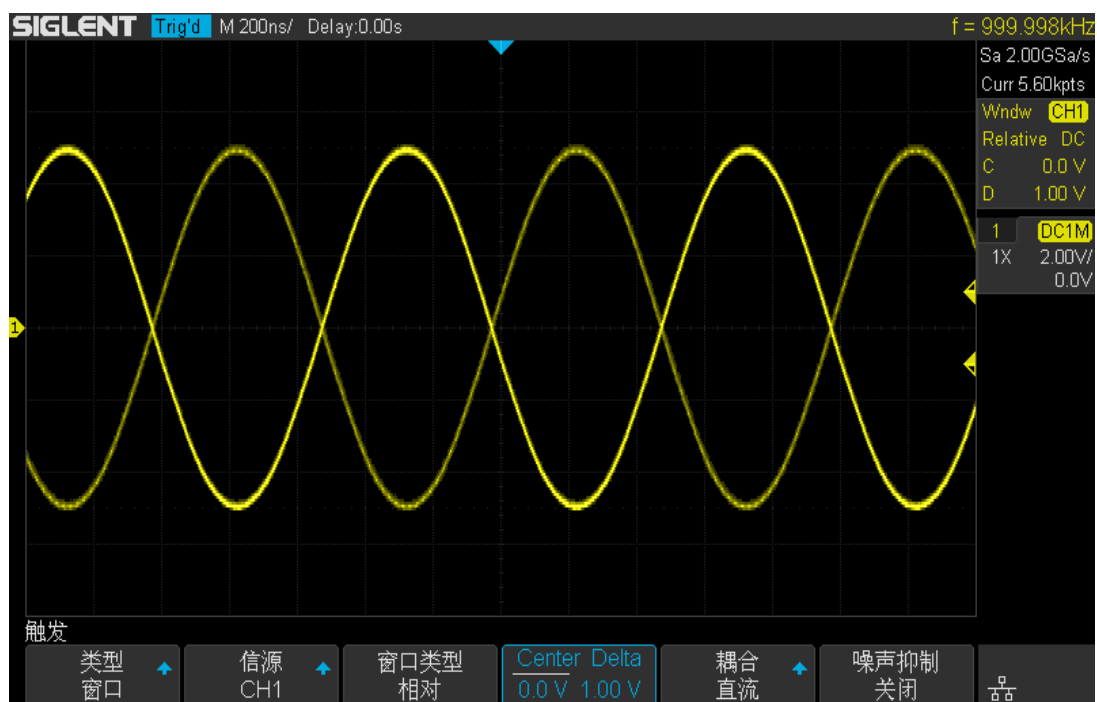 SIGLENT Trig'd M 200ns/ Delay:0.00s f = 999.998kHz
Sa 2.00GSa/s
Curr 5.60kpts
Wndw CH1
Relative DC
C 0.0 V
D 1.00 V
1 DC1M
1X 2.00V/
0.0V
1
触发
类型 信源 窗口类型 Center Delta 耦合 噪声抑制
窗口 CH1 相对 0.0 V 1.00 V 直流 关闭